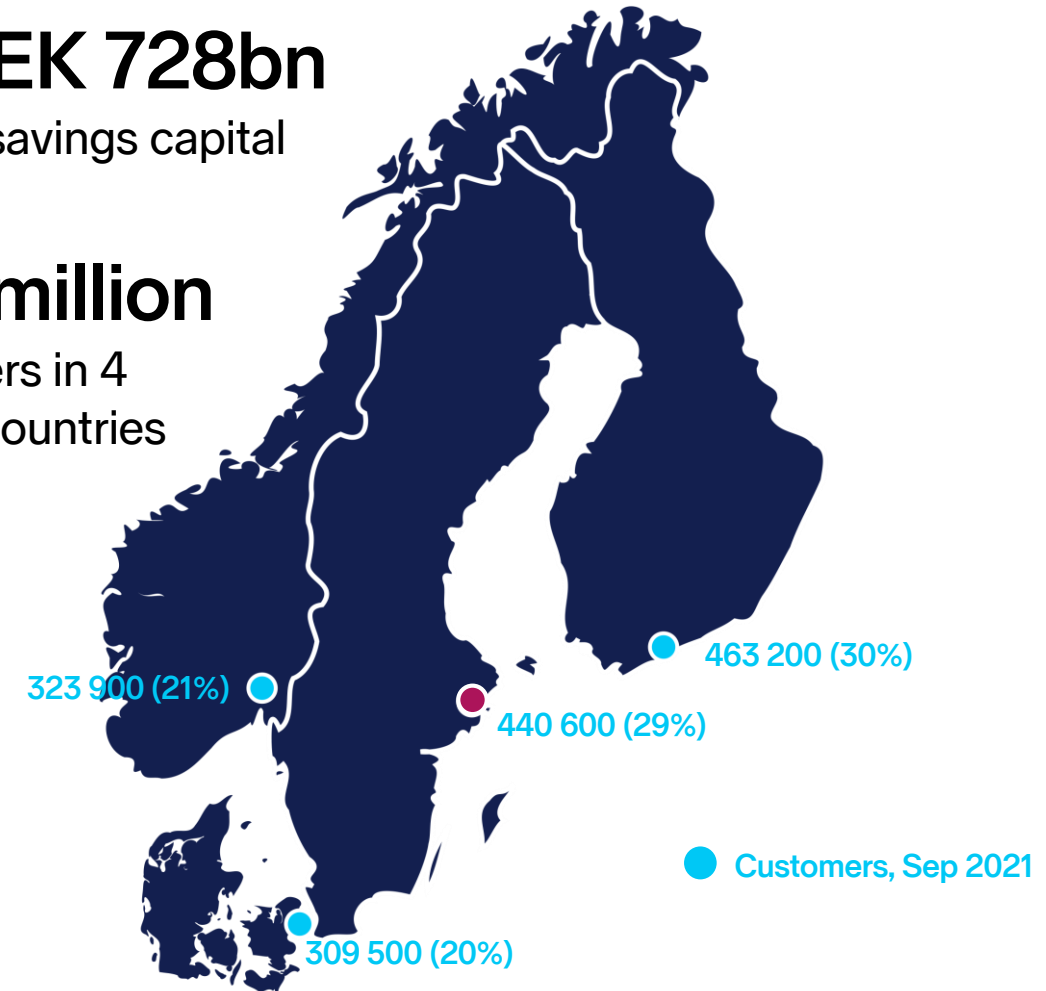 EK 728bn
savings capital
million
ers in 4
ountries
463 200 (30%)
323 900 (21%)
440 600 (29%)
Customers, Sep 2021
309 500 (20%)